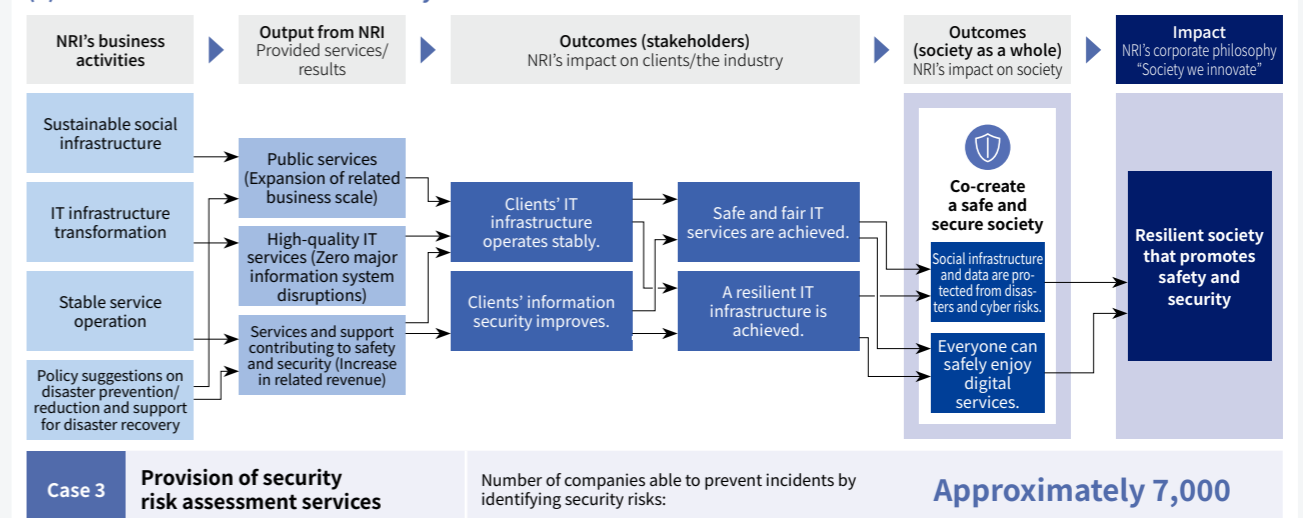 NRI's business
activities
Output from NRI
Provided services/
results
Outcomes (stakeholders)
NRI's impact on clients/the industry
Outcomes
(society as a whole)
NRI's impact on society
Impact
NRI's corporate philosophy
“Society we innovate”
Sustainable social
infrastructure
IT infrastructure
transformation
Stable service
operation
Policy suggestions on
disaster prevention/
reduction and support
for disaster recovery
Public services
(Expansion of related
business scale)
High-quality IT
services (Zero major
information system
disruptions)
Services and support
contributing to safety
and security (Increase
in related revenue)
Clients' IT
infrastructure
operates stably.
Clients' information
security improves.
Safe and fair IT
services are achieved.
A resilient IT
infrastructure is
achieved.
Co-create
a safe and
secure society
Social infrastructure
and data are pro-
tected from disas-
ters and cyber risks.
Everyone can
safely enjoy
digital
services.
Resilient society
that promotes
safety and
security
Case 3
Provision of security
risk assessment services
Number of companies able to prevent incidents by
identifying security risks:
Approximately 7,000